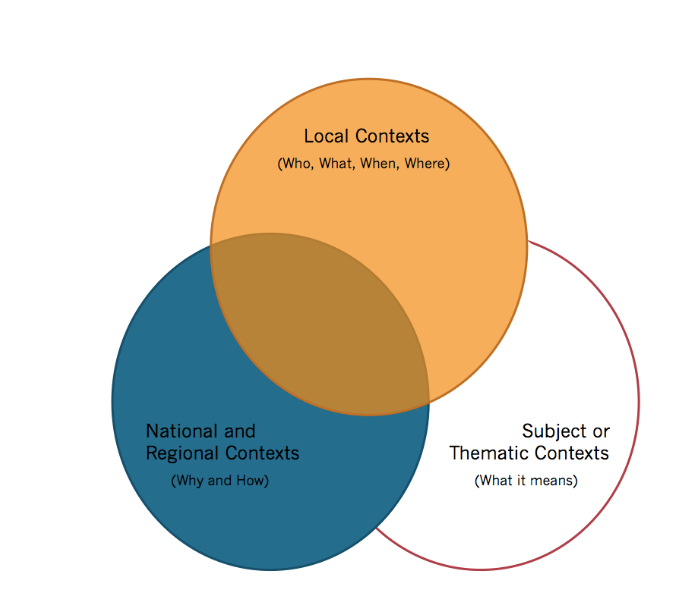 Local Contexts
(Who, What, When, Where)
National and
Regional Contexts
(Why and How)
Subject or
Thematic Contexts
(What it means)